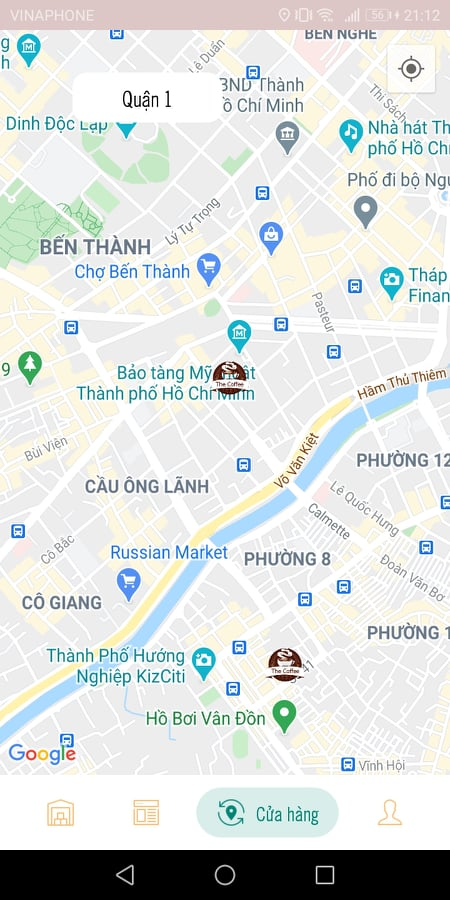 VINAPHONE
56
21:12
BẾN NGHÉ
g
h
Lê Duẩn
Quận 1
BND Thành
ồ Chí Minh
Thi Sách
Dinh Độc Lập
Nhà hát Th
phố Hồ Chí
Phố đi bộ Ngu
Lý Tự Trọng
BẾN THÀNH
Chợ Bến Thành
Tháp
Finan
Pasteur
9
Bảo tàng Mỹ Thuật
Thành phố Hồ Chí Minh
The Coffee
Hầm Thủ Thiêm
Bùi Viện
Võ Văn Kiệt
PHƯỜNG 12
CẦU ÔNG LÃNH
Lê Quốc Hưng
Calmette
Cô Bắc
Russian Market
PHƯỜNG 8
Đoàn Văn Bơ
CÔ GIANG
PHƯỜNG 1
Thành Phố Hướng
Nghiệp KizCiti
The Coffee
11
Hồ Bơi Vân Đồn
Google
Vĩnh Hội
Cửa hàng